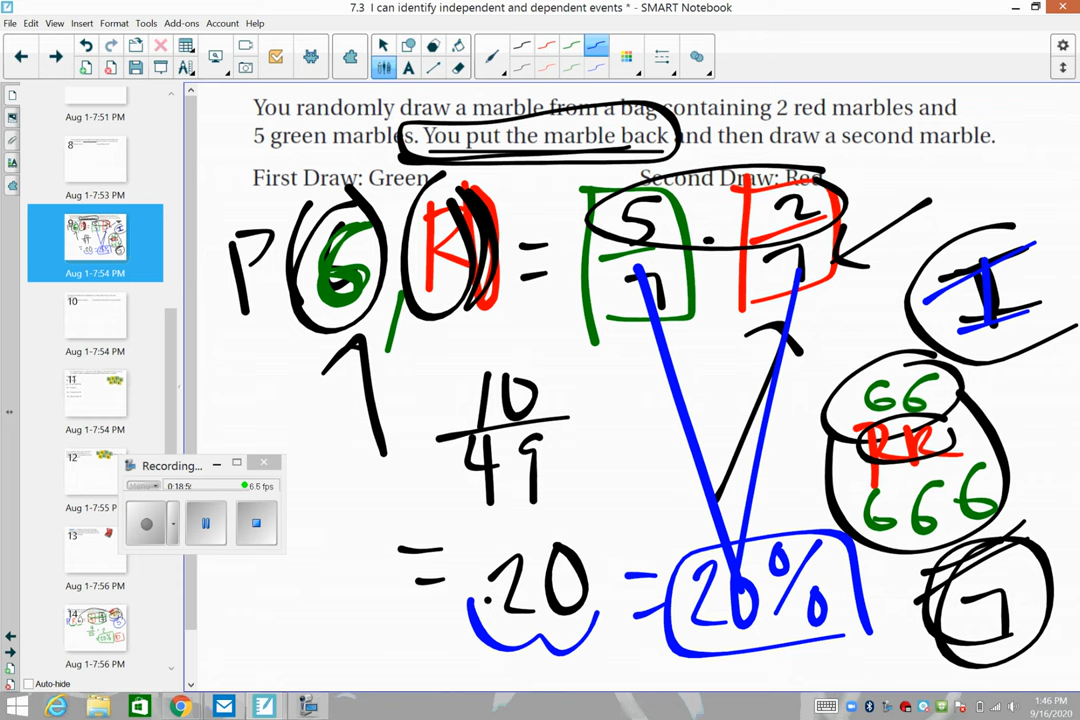 7.3 I can identify independent and dependent events * - SMART Notebook
File Edit View Insert Format Tools Add-ons Account Help
You randomly draw a marble from a bag containing 2 red marbles and
5 green marbles. You put the marble back and then draw a second marble.
First Draw: Green Second Draw: Red
P(G, R) = 5/7 . 2/7
I
10/49
G G
R R
G G G
7
= .20 = 20%
Aug 1-7:51 PM
8
Aug 1-7:53 PM
Aug 1-7:54 PM
10
Aug 1-7:54 PM
11
Aug 1-7:54 PM
12
Aug 1-7:55 P
13
Aug 1-7:56 PM
14
Aug 1-7:56 PM
Recording...
Menu
0:18:5
6.5 fps
Auto-hide
1:46 PM
9/16/2020